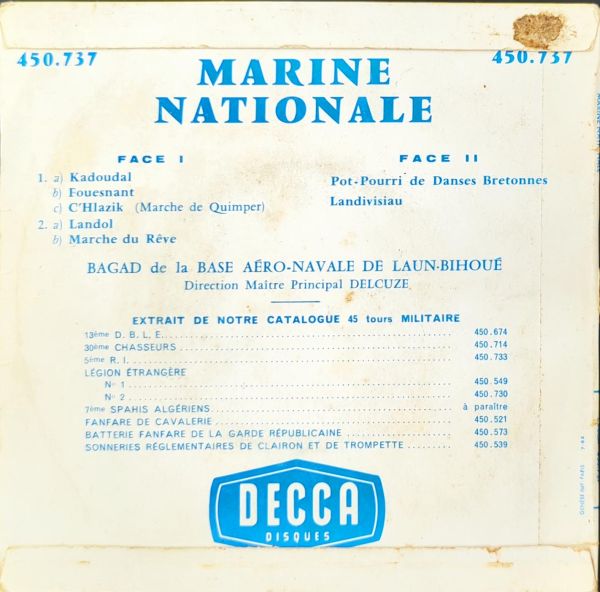 450.737
450.737
MARINE
NATIONALE
FACE I
1. a) Kadoudal
b) Fouesnant
c) C'Hlazik (Marche de Quimper)
2. a) Landol
b) Marche du Rêve
FACE II
Pot-Pourri de Danses Bretonnes
Landivisiau
BAGAD de la BASE AÉRO-NAVALE DE LAUN-BIHOUÉ
Direction Maître Principal DELCUZE
EXTRAIT DE NOTRE CATALOGUE 45 tours MILITAIRE
13ème D. B. L. E. 450.674
30ème CHASSEURS 450.714
5ème R. I. 450.733
LÉGION ÉTRANGÈRE
N° 1 450.549
N° 2 450.730
7ème SPAHIS ALGÉRIENS à paraître
FANFARE DE CAVALERIE 450.521
BATTERIE FANFARE DE LA GARDE RÉPUBLICAINE 450.573
SONNERIES RÉGLEMENTAIRES DE CLAIRON ET DE TROMPETTE 450.539
DECCA
DISQUES